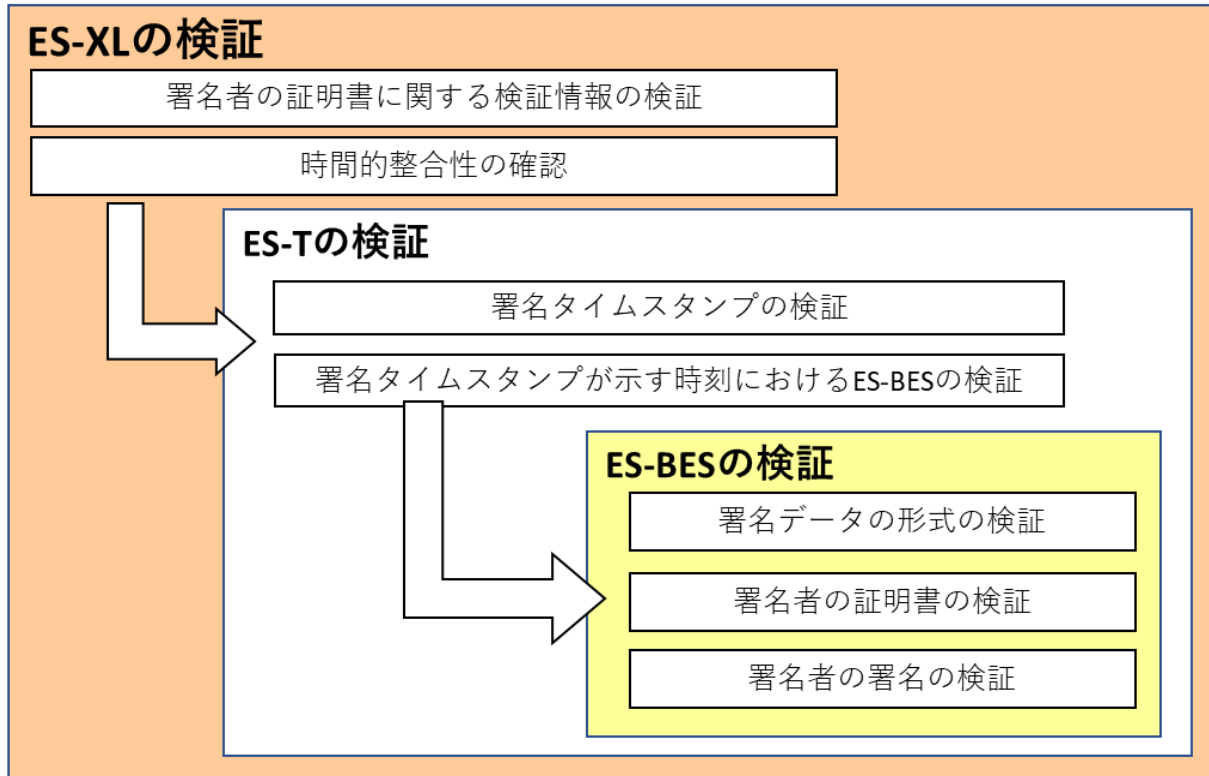 ES-XLの検証
署名者の証明書に関する検証情報の検証
時間的整合性の確認
ES-Tの検証
署名タイムスタンプの検証
署名タイムスタンプが示す時刻におけるES-BESの検証
ES-BESの検証
署名データの形式の検証
署名者の証明書の検証
署名者の署名の検証